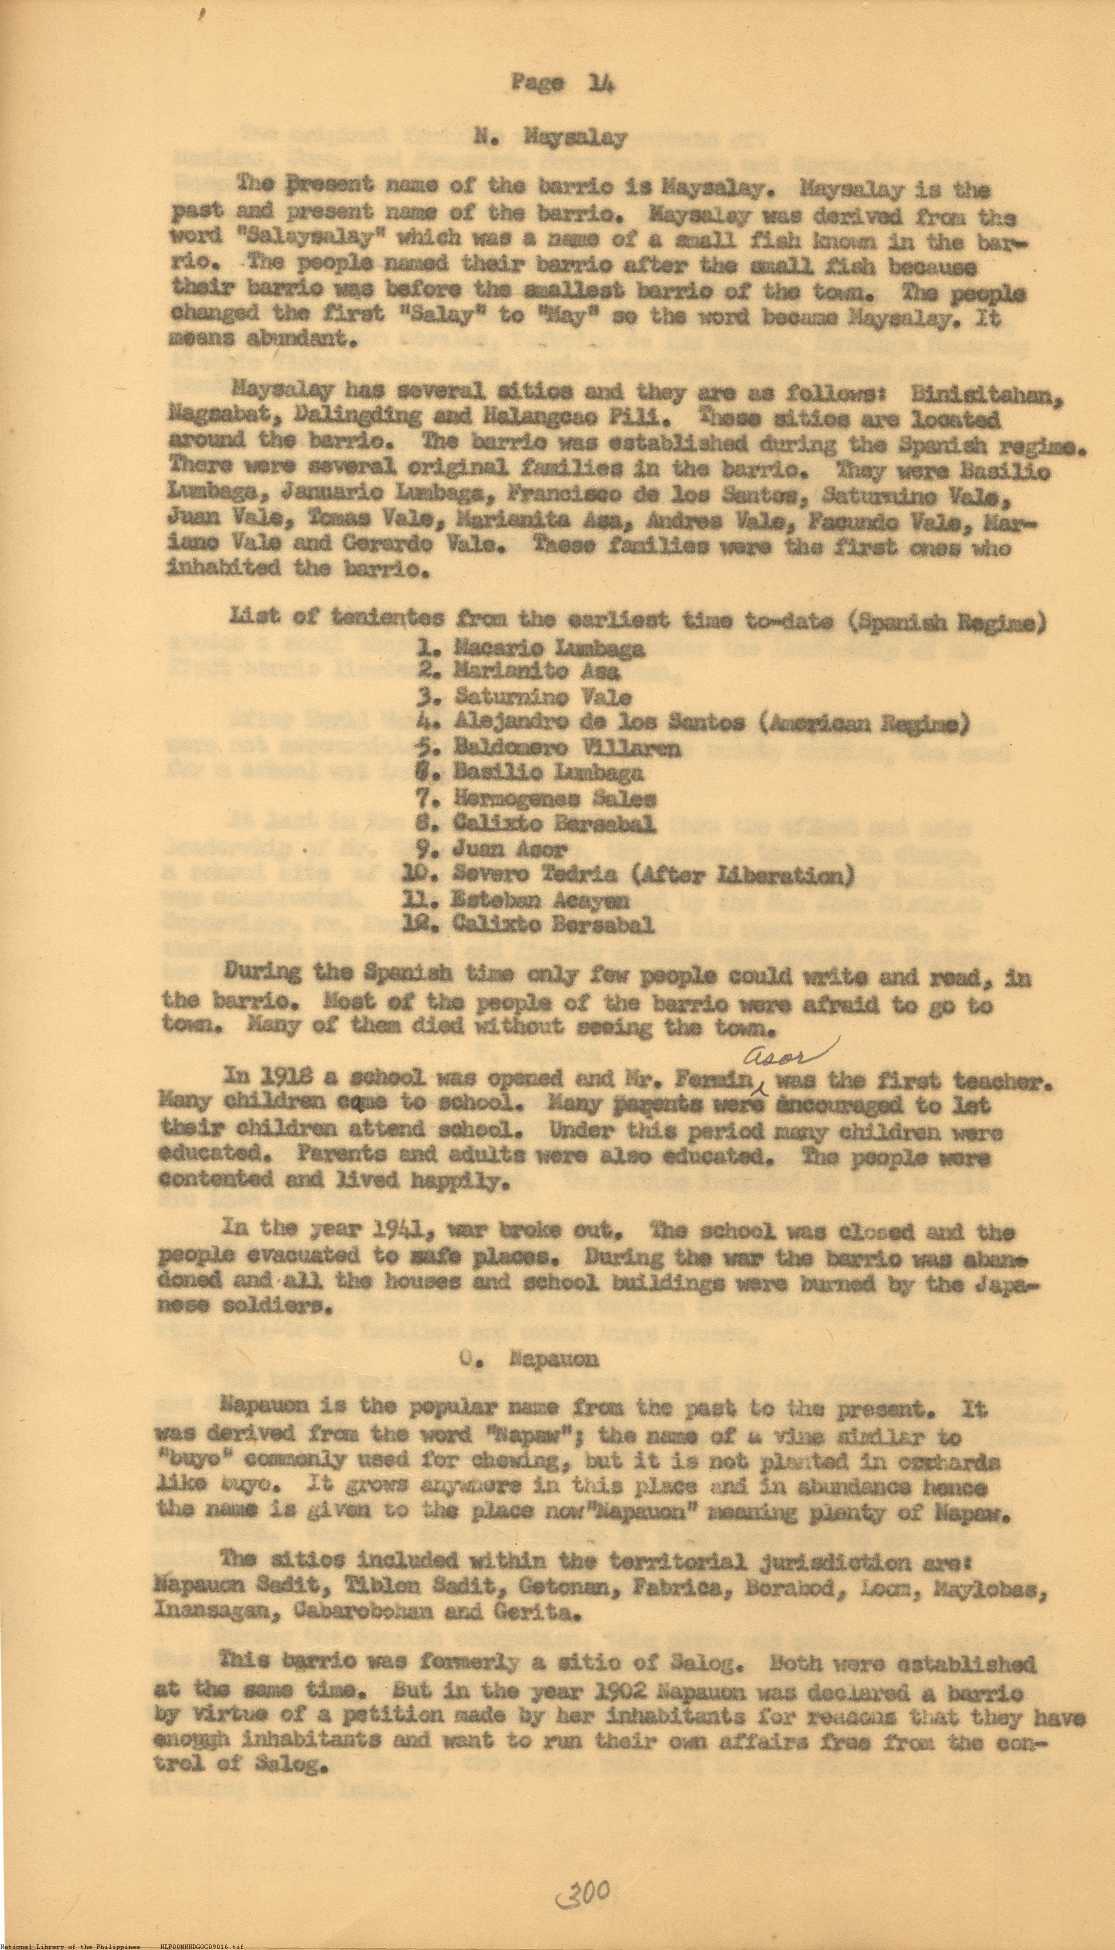 Page 14
N. Maysalay
The present name of the barrio is Maysalay. Maysalay is the
past and present name of the barrio. Maysalay was derived from the
word "Salaysalay" which was a name of a small fish known in the bar-
rio. The people named their barrio after the small fish because
their barrio was before the smallest barrio of the town. The people
changed the first "Salay" to "May" so the word became Maysalay. It
means abundant.
Maysalay has several sitios and they are as follows: Binisitahan,
Nagsabat, Dalingding and Halangcao Pili. These sitios are located
around the barrio. The barrio was established during the Spanish regime.
There were several original families in the barrio. They were Basilio
Lumbaga, Januario Lumbaga, Francisco de los Santos, Saturnino Vale,
Juan Vale, Tomas Vale, Marianita Asa, Andres Vale, Facundo Vale, Mar-
iano Vale and Gerardo Vale. These families were the first ones who
inhabited the barrio.
List of tenientes from the earliest time to-date (Spanish Regime)
1. Macario Lumbaga
2. Marianito Asa
3. Saturnino Vale
4. Alejandro de los Santos (American Regime)
5. Baldomero Villaren
6. Basilio Lumbaga
7. Hermogenes Sales
8. Calixto Bersabal
9. Juan Asor
10. Severo Tedria (After Liberation)
11. Esteban Acayen
12. Calixto Bersabal
During the Spanish time only few people could write and read, in
the barrio. Most of the people of the barrio were afraid to go to
town. Many of them died without seeing the town.
In 1918 a school was opened and Mr. Fermin Asor was the first teacher.
Many children came to school. Many parents were encouraged to let
their children attend school. Under this period many children were
educated. Parents and adults were also educated. The people were
contented and lived happily.
In the year 1941, war broke out. The school was closed and the
people evacuated to safe places. During the war the barrio was aban-
doned and all the houses and school buildings were burned by the Japa-
nese soldiers.
O. Napauon
Napauon is the popular name from the past to the present. It
was derived from the word "Napaw"; the name of a vine similar to
"buyo" commonly used for chewing, but it is not planted in orchards
like buyo. It grows anywhere in this place and in abundance hence
the name is given to the place now"Napauon" meaning plenty of Napaw.
The sitios included within the territorial jurisdiction are:
Napauon Sadit, Tiblon Sadit, Getonan, Fabrica, Borabod, Loom, Maylobas,
Inansagan, Cabarobohan and Gerita.
This barrio was formerly a sitio of Salog. Both were established
at the same time. But in the year 1902 Napauon was declared a barrio
by virtue of a petition made by her inhabitants for reasons that they have
enough inhabitants and want to run their own affairs free from the con-
trol of Salog.
300
National Library of the Philippines NLP00MNHDG0C09016.tif